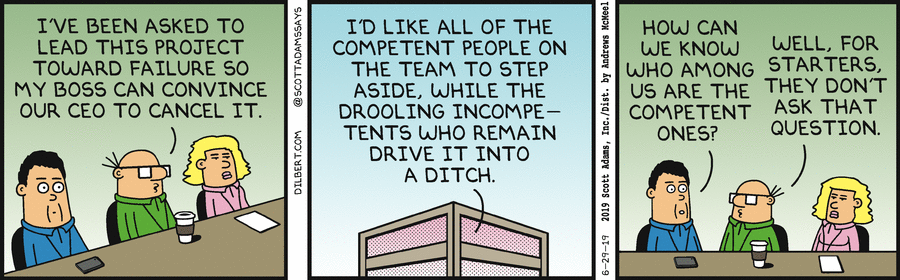 I'VE BEEN ASKED TO
LEAD THIS PROJECT
TOWARD FAILURE SO
MY BOSS CAN CONVINCE
OUR CEO TO CANCEL IT.
DILBERT.COM @SCOTTADAMSSAYS
I'D LIKE ALL OF THE
COMPETENT PEOPLE ON
THE TEAM TO STEP
ASIDE, WHILE THE
DROOLING INCOMPE–
TENTS WHO REMAIN
DRIVE IT INTO
A DITCH.
6-29-19 2019 Scott Adams, Inc./Dist. by Andrews McMeel
HOW CAN
WE KNOW
WHO AMONG
US ARE THE
COMPETENT
ONES?
WELL, FOR
STARTERS,
THEY DON'T
ASK THAT
QUESTION.